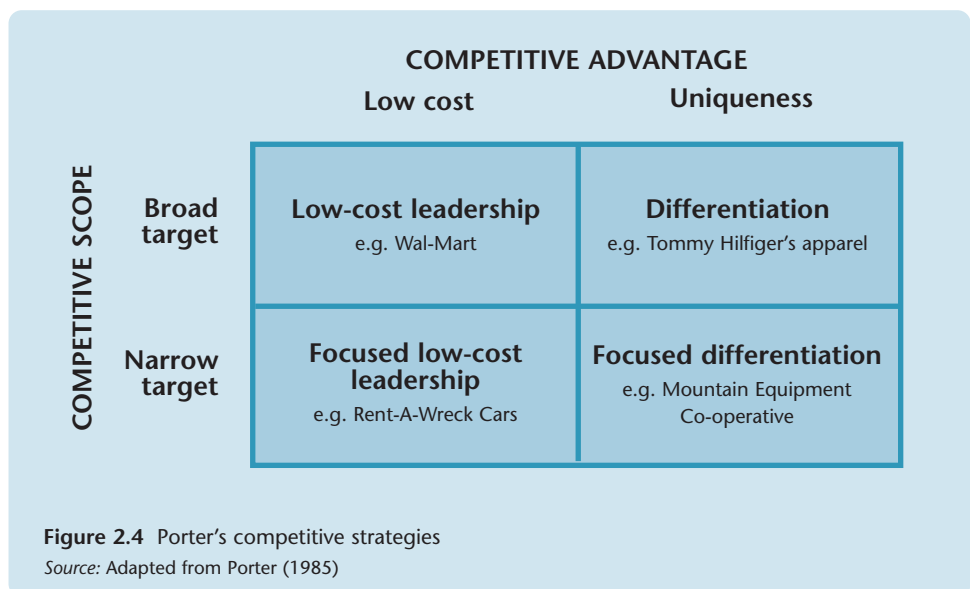 COMPETITIVE ADVANTAGE
Low cost
Uniqueness
COMPETITIVE SCOPE
Broad
target
Low-cost leadership
e.g. Wal-Mart
Differentiation
e.g. Tommy Hilfiger’s apparel
Narrow
target
Focused low-cost
leadership
e.g. Rent-A-Wreck Cars
Focused differentiation
e.g. Mountain Equipment
Co-operative
Figure 2.4 Porter’s competitive strategies
Source: Adapted from Porter (1985)